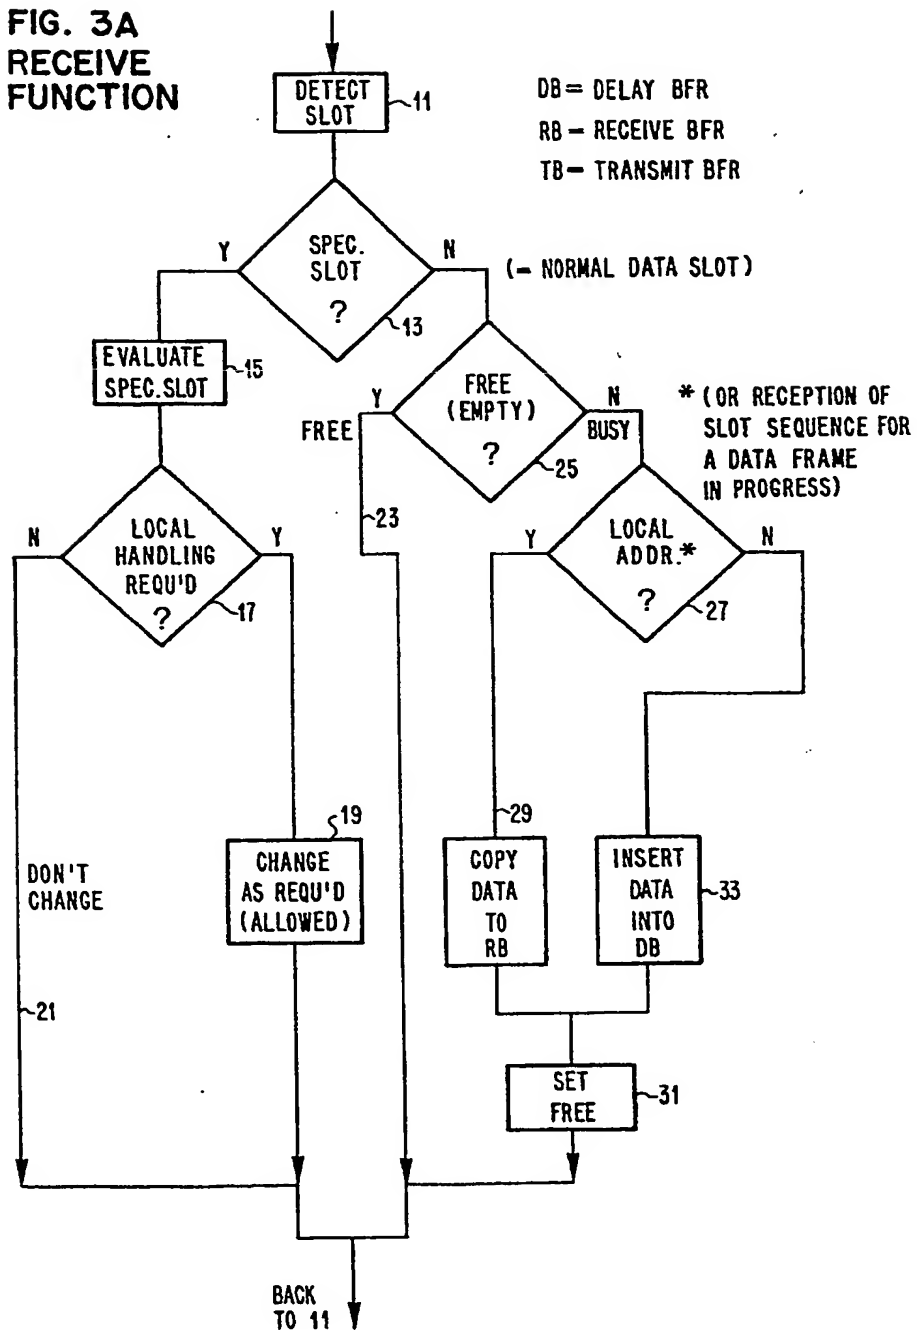 FIG. 3A
RECEIVE
FUNCTION
DETECT
SLOT
11
DB= DELAY BFR
RB= RECEIVE BFR
TB= TRANSMIT BFR
SPEC.
SLOT
?
Y
N
13
(= NORMAL DATA SLOT)
EVALUATE
SPEC. SLOT
15
FREE
(EMPTY)
?
Y
FREE
N
BUSY
25
* (OR RECEPTION OF
SLOT SEQUENCE FOR
A DATA FRAME
IN PROGRESS)
23
LOCAL
HANDLING
REQU'D
?
N
Y
17
LOCAL
ADDR.*
?
Y
N
27
19
CHANGE
AS REQU'D
(ALLOWED)
DON'T
CHANGE
29
COPY
DATA
TO
RB
INSERT
DATA
INTO
DB
33
21
SET
FREE
31
BACK
TO 11